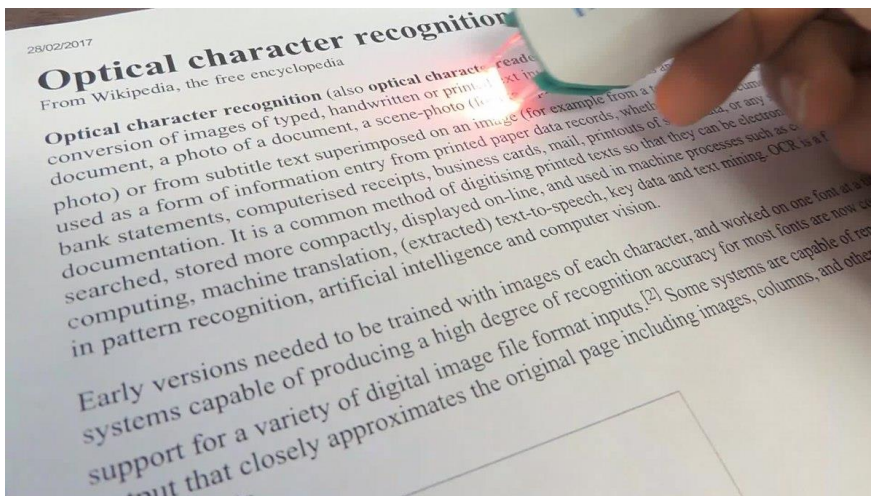 28/02/2017
Optical character recognition
From Wikipedia, the free encyclopedia
Optical character recognition (also optical reade
conversion of images of typed, handwritten or text
document, a photo of a document, a scene-photo
photo) or from subtitle text superimposed on an image (for example from a
used as a form of information entry from printed paper data records,
bank statements, computerised receipts, business cards, mail, printouts of or any
documentation. It is a common method of digitising printed texts so that they can be
searched, stored more compactly, displayed on-line, and used in machine processes such as
computing, machine translation, (extracted) text-to-speech, key data and text mining. OCR is a
in pattern recognition, artificial intelligence and computer vision.
Early versions needed to be trained with images of each character, and worked on one font at a
systems capable of producing a high degree of recognition accuracy for most fonts are now
support for a variety of digital image file format inputs.[2] Some systems are capable of
that closely approximates the original page including images, columns, and